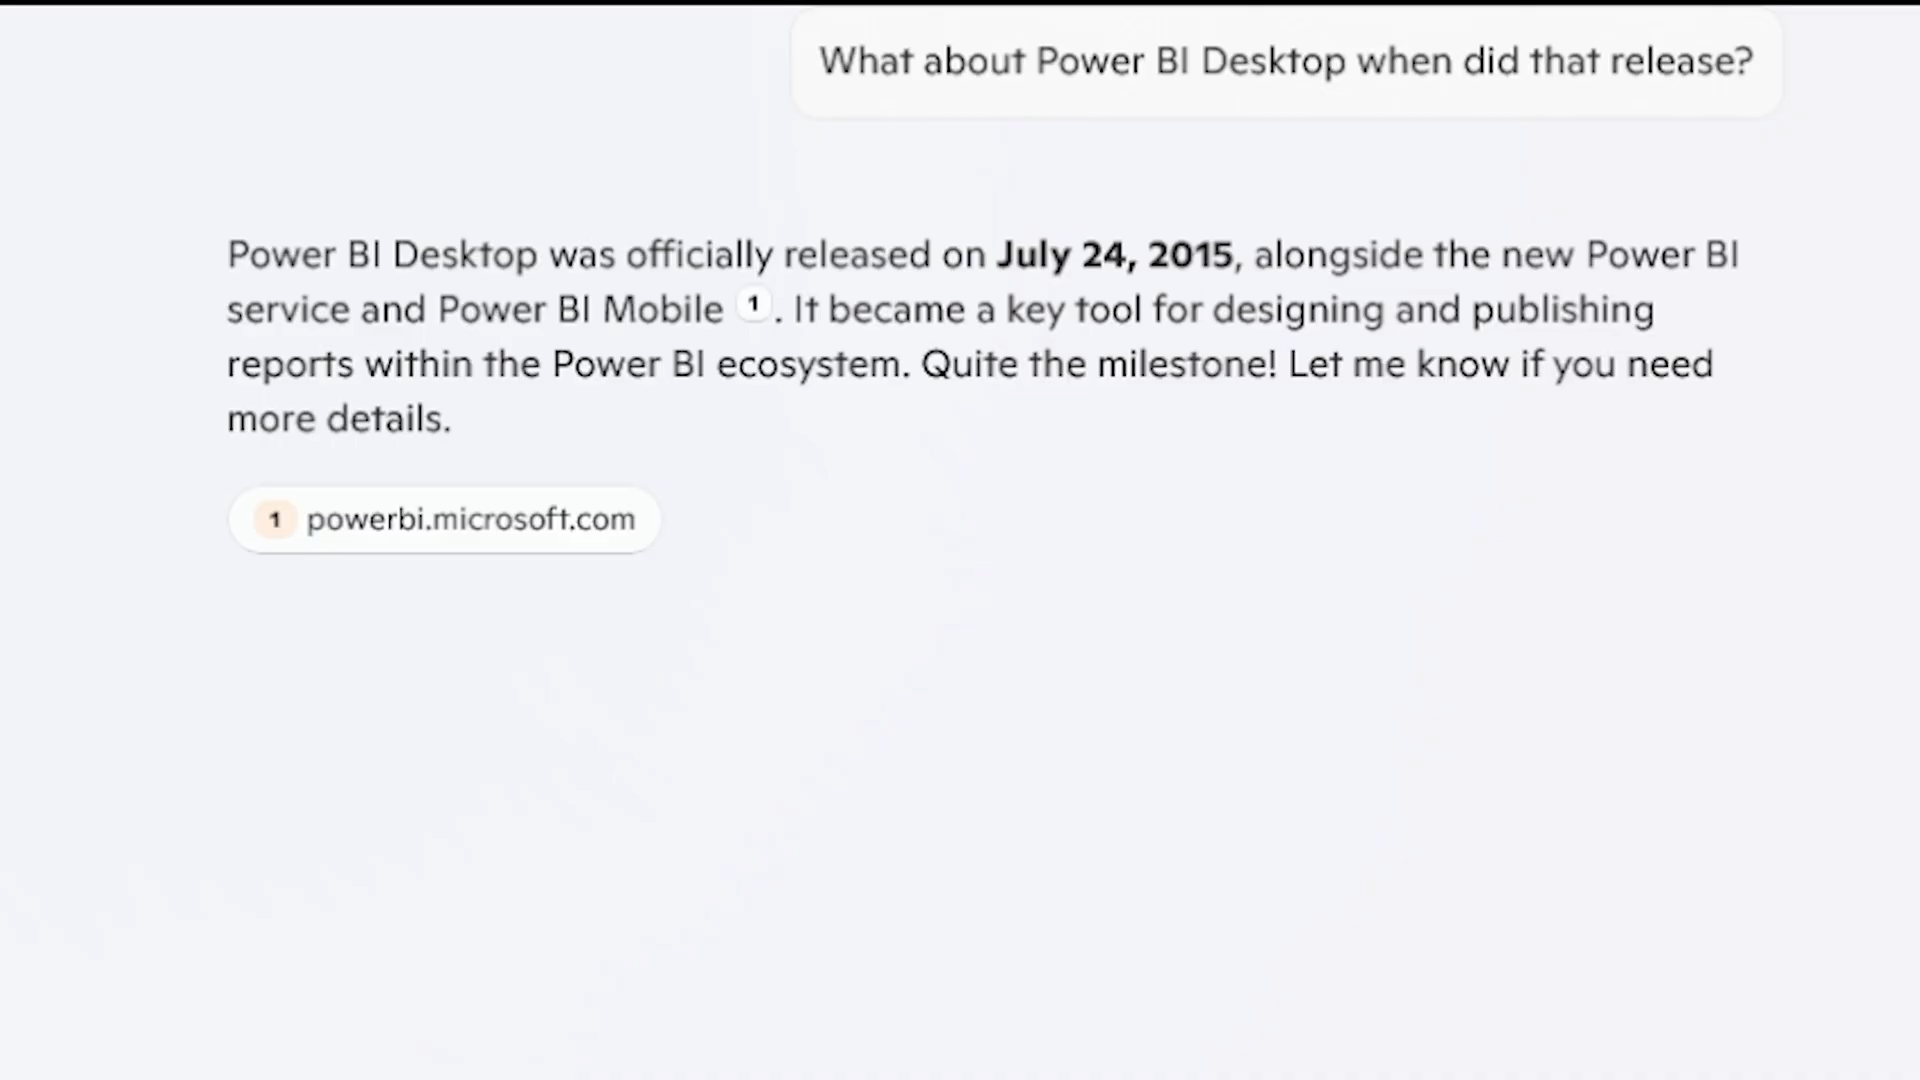 What about Power BI Desktop when did that release?
Power BI Desktop was officially released on July 24, 2015, alongside the new Power BI
service and Power BI Mobile 1. It became a key tool for designing and publishing
reports within the Power BI ecosystem. Quite the milestone! Let me know if you need
more details.
1 powerbi.microsoft.com